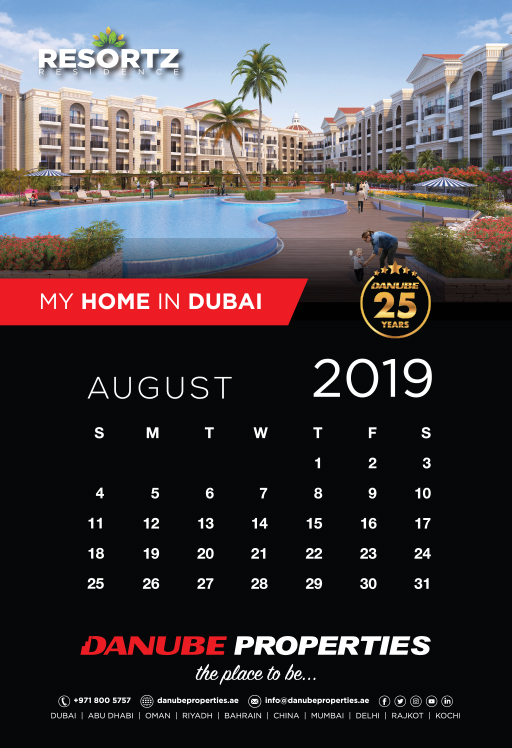 RESORTZ
RESIDENCE
MY HOME IN DUBAI
DANUBE
25
YEARS
AUGUST 2019
S M T W T F S
1 2 3
4 5 6 7 8 9 10
11 12 13 14 15 16 17
18 19 20 21 22 23 24
25 26 27 28 29 30 31
DANUBE PROPERTIES
the place to be...
+971 800 5757 danubeproperties.ae info@danubeproperties.ae
DUBAI | ABU DHABI | OMAN | RIYADH | BAHRAIN | CHINA | MUMBAI | DELHI | RAJKOT | KOCHI